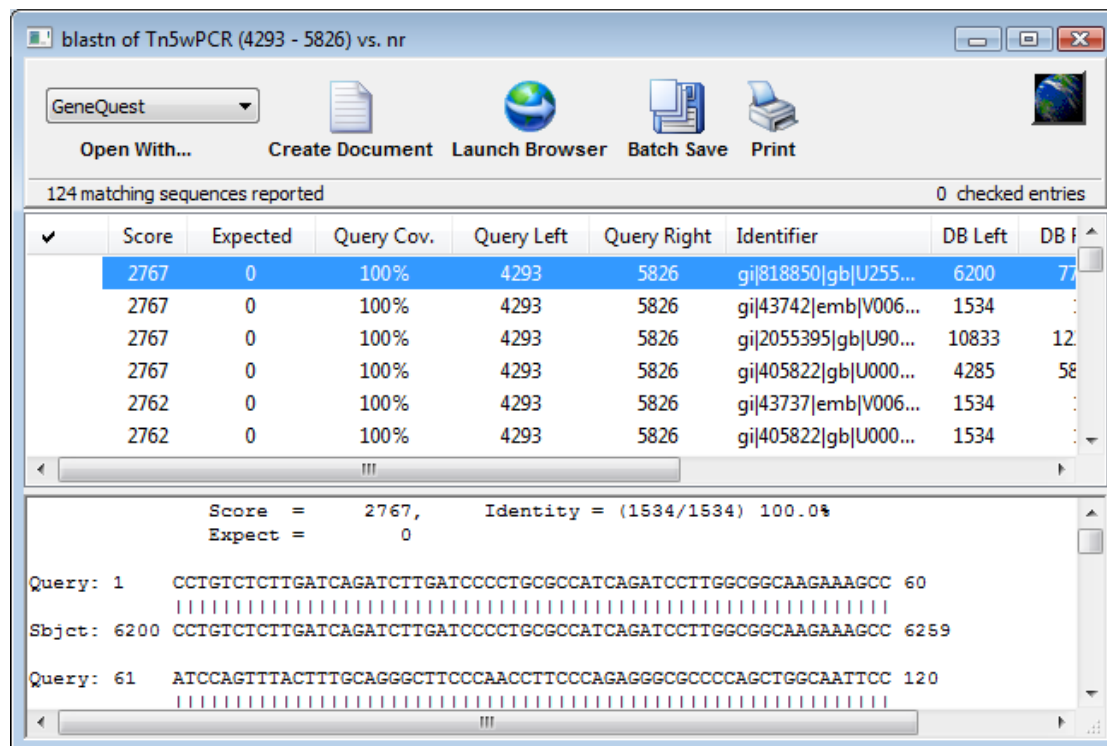 blastn of Tn5wPCR (4293 - 5826) vs. nr
GeneQuest
Open With... Create Document Launch Browser Batch Save Print
124 matching sequences reported 0 checked entries
✔ Score Expected Query Cov. Query Left Query Right Identifier DB Left DB
2767 0 100% 4293 5826 gi|818850|gb|U255... 6200 77
2767 0 100% 4293 5826 gi|43742|emb|V006... 1534
2767 0 100% 4293 5826 gi|2055395|gb|U90... 10833 12
2767 0 100% 4293 5826 gi|405822|gb|U000... 4285 58
2762 0 100% 4293 5826 gi|43737|emb|V006... 1534
2762 0 100% 4293 5826 gi|405822|gb|U000... 1534
Score = 2767, Identity = (1534/1534) 100.0%
Expect = 0
Query: 1 CCTGTCTCTTGATCAGATCTTGATCCCCTGCGCCATCAGATCCTTGGCGGCAAGAAAGCC 60
||||||||||||||||||||||||||||||||||||||||||||||||||||||||||||
Sbjct: 6200 CCTGTCTCTTGATCAGATCTTGATCCCCTGCGCCATCAGATCCTTGGCGGCAAGAAAGCC 6259
Query: 61 ATCCAGTTTACTTTGCAGGGCTTCCCAACCTTCCCAGAGGGCGCCCCAGCTGGCAATTCC 120
||||||||||||||||||||||||||||||||||||||||||||||||||||||||||||